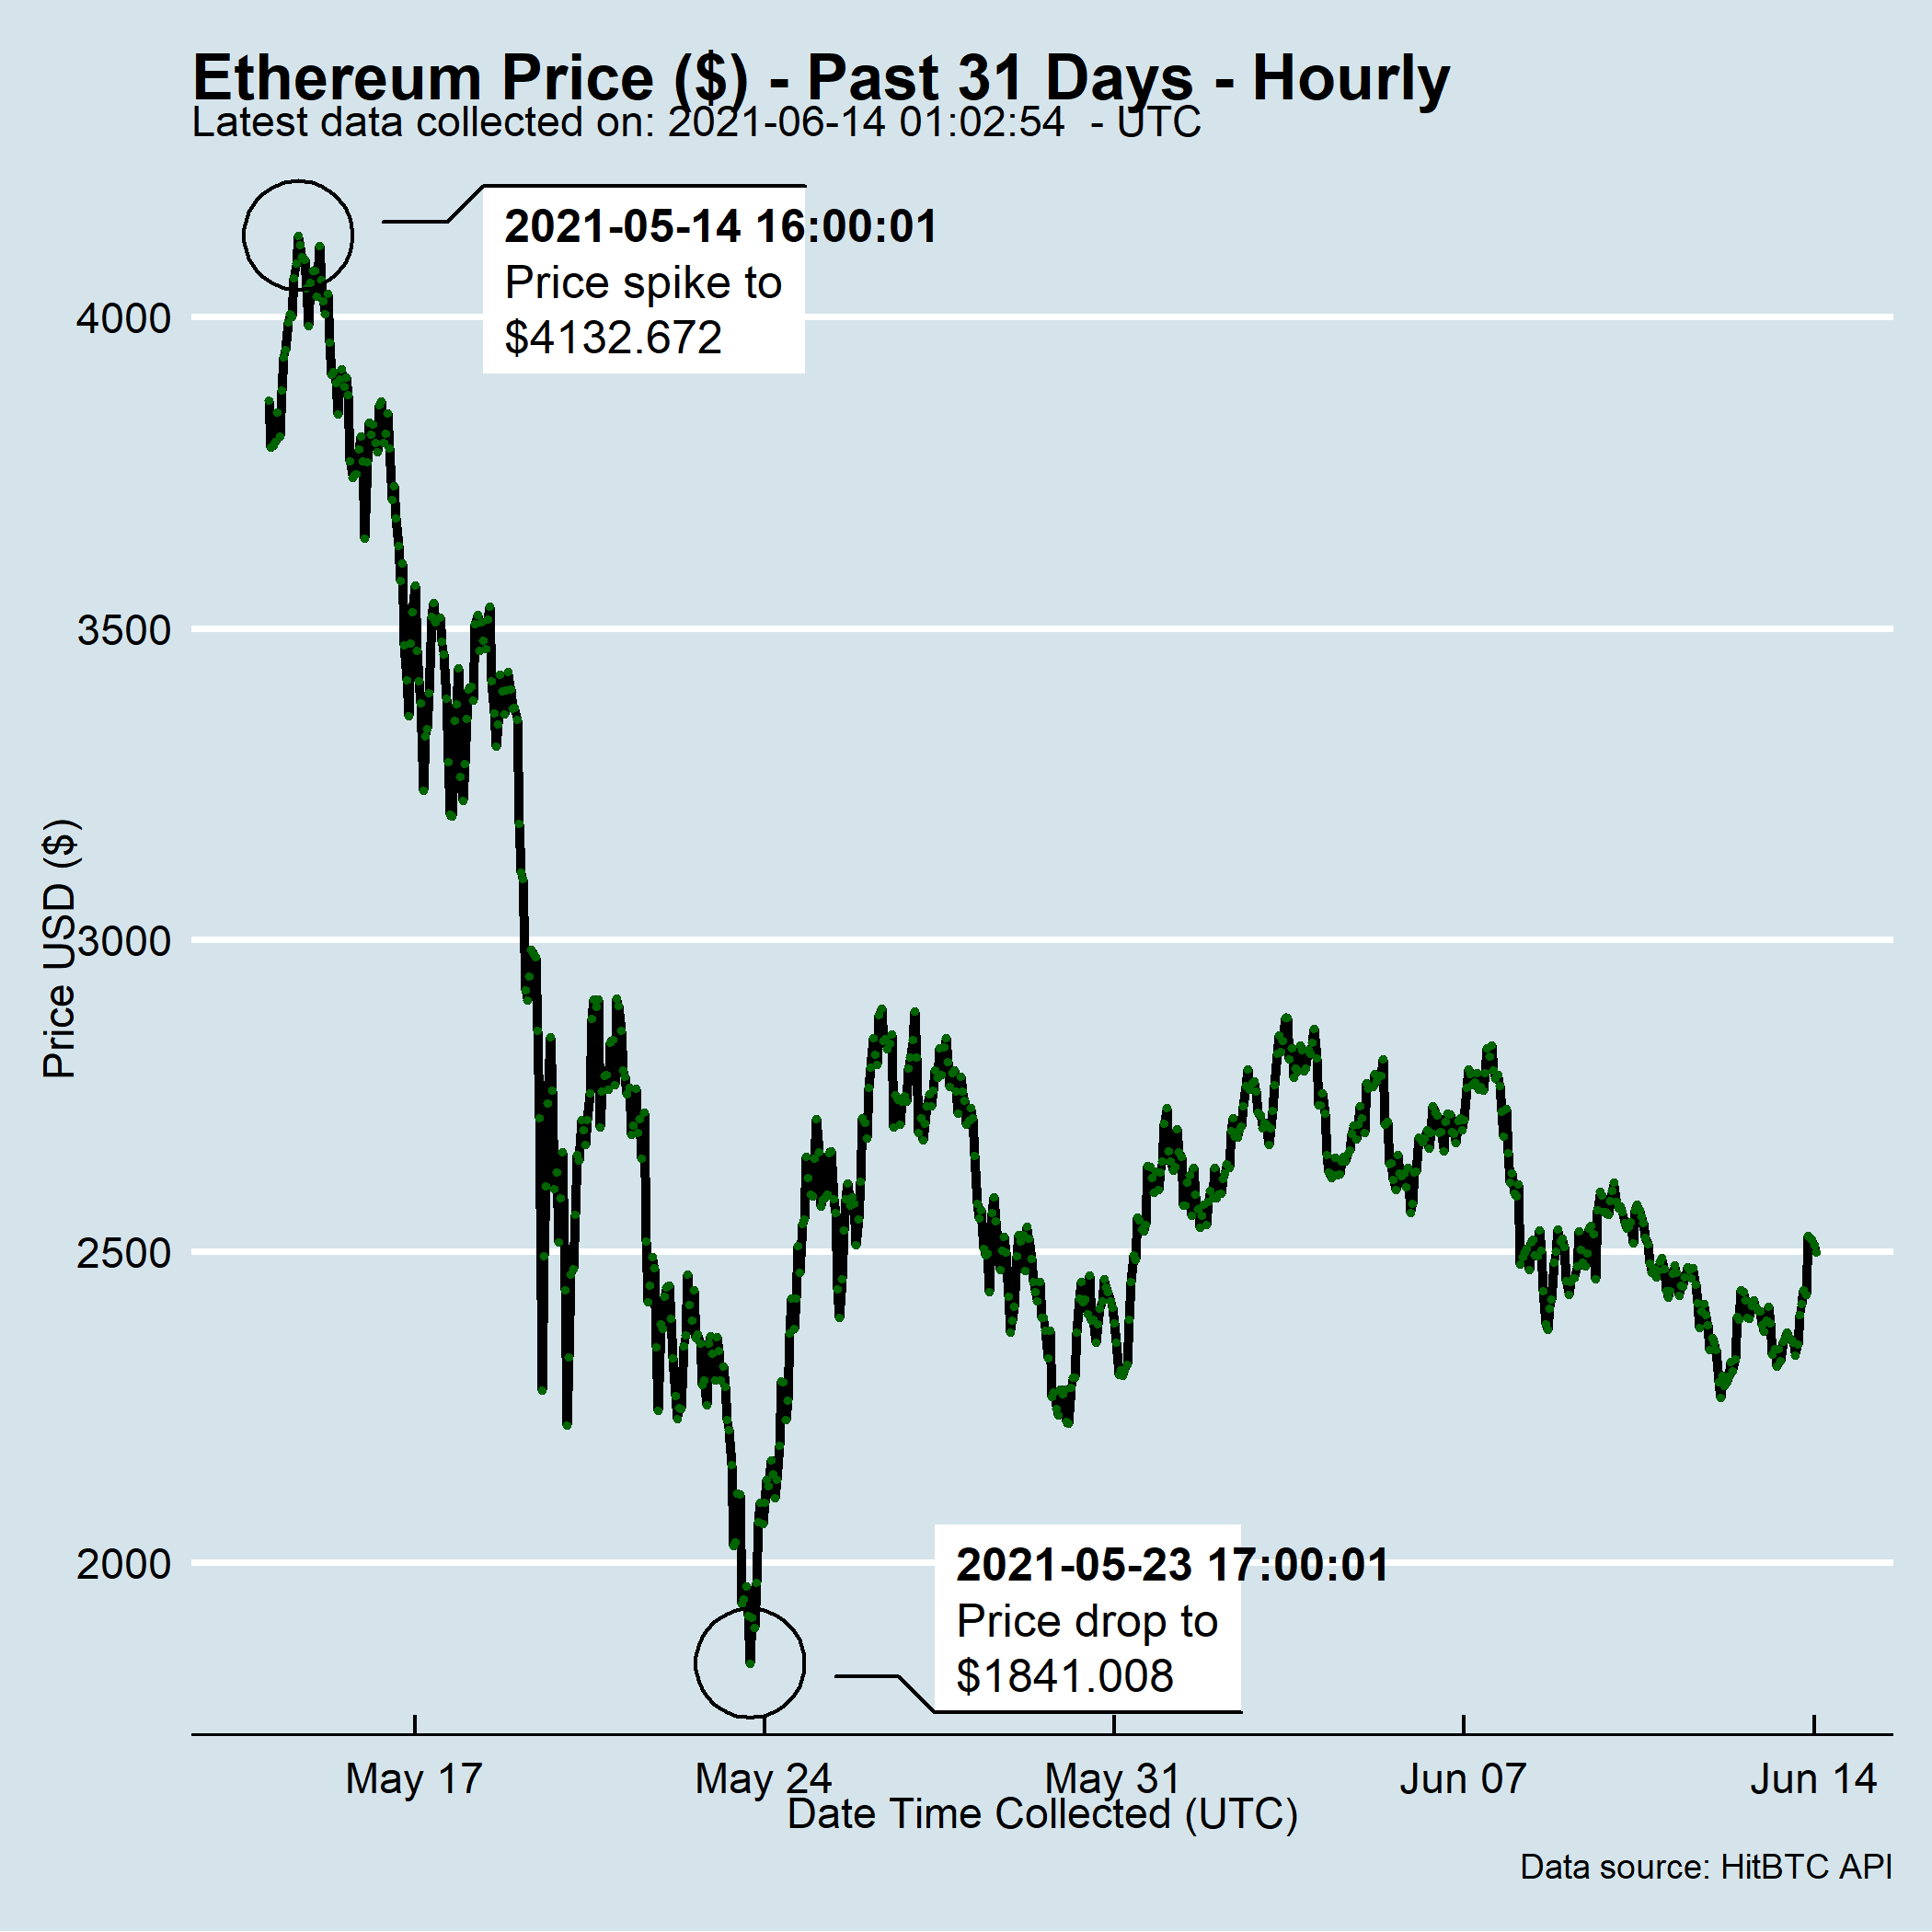 Ethereum Price ($) - Past 31 Days - Hourly
Latest data collected on: 2021-06-14 01:02:54  - UTC
2021-05-14 16:00:01
Price spike to
$4132.672
4000
3500
3000
2500
2000
Price USD ($)
2021-05-23 17:00:01
Price drop to
$1841.008
May 17 May 24 May 31 Jun 07 Jun 14
Date Time Collected (UTC)
Data source: HitBTC API